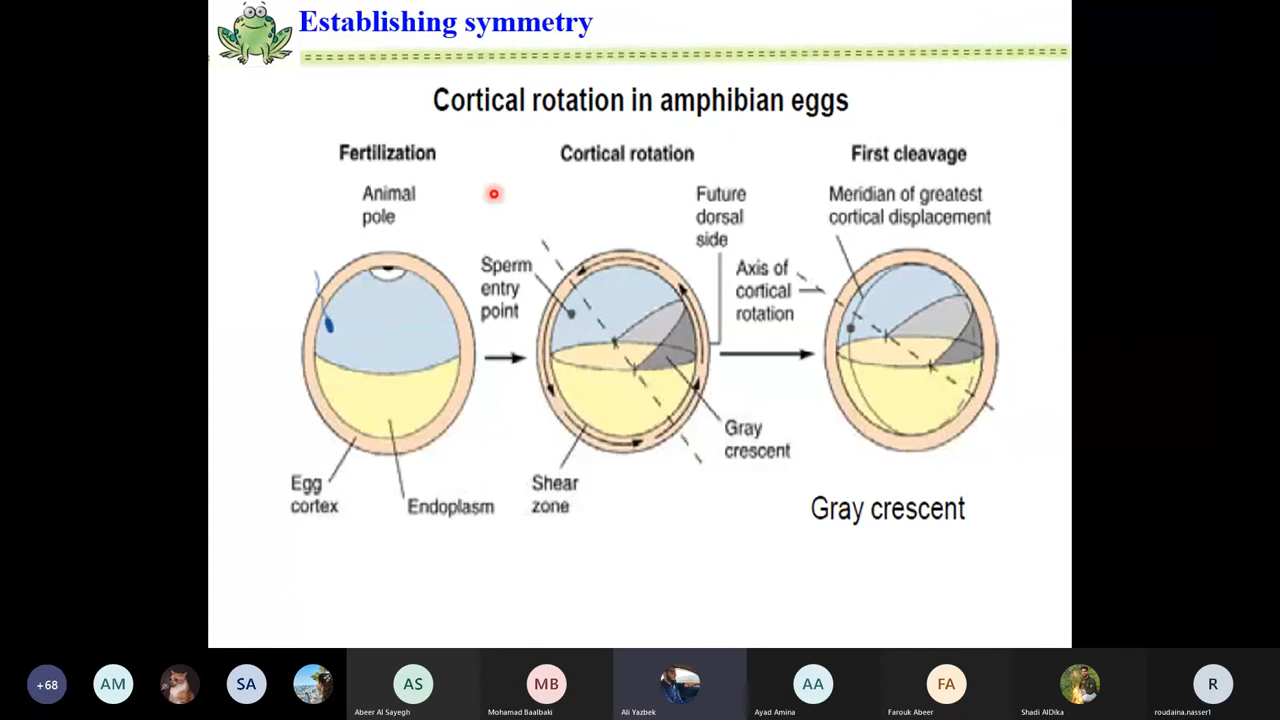 Establishing symmetry
Cortical rotation in amphibian eggs
Fertilization
Cortical rotation
First cleavage
Animal
pole
Sperm
entry
point
Future
dorsal
side
Axis of
cortical
rotation
Meridian of greatest
cortical displacement
Egg
cortex
Endoplasm
Shear
zone
Gray
crescent
Gray crescent
+68
AM
SA
AS
Abeer Al Sayegh
MB
Mohamad Baalbaki
Ali Yazbek
AA
Ayad Amina
FA
Farouk Abeer
Shadi AlDika
R
roudaina.nasser1